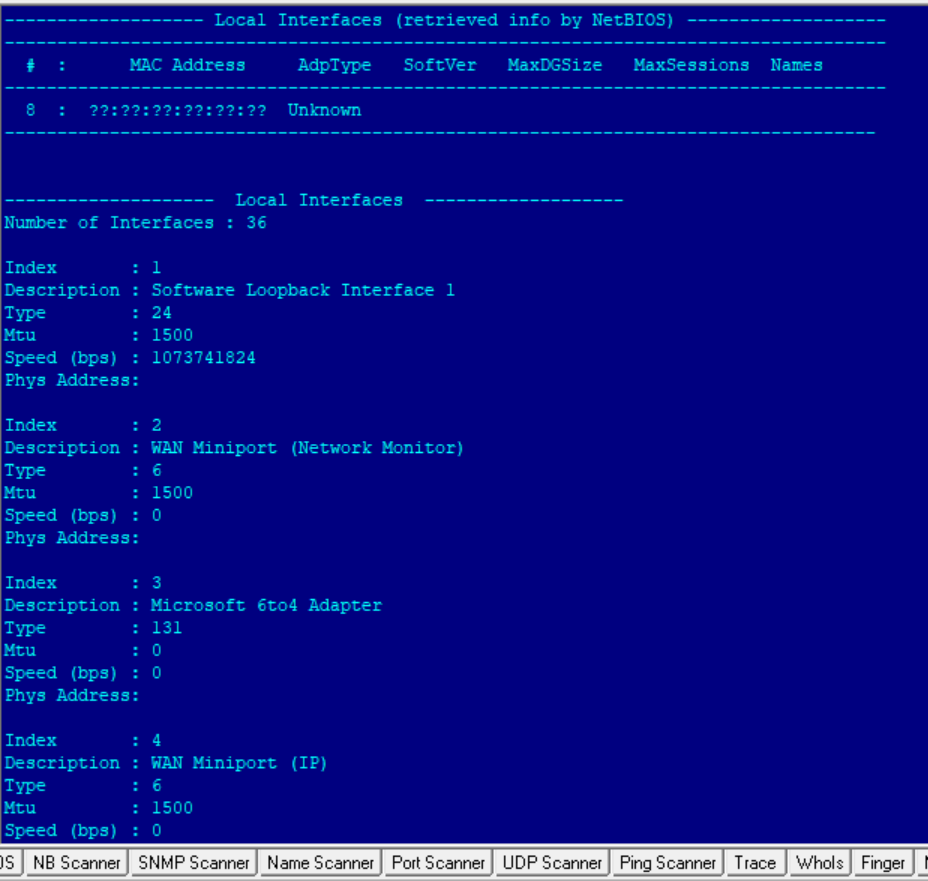 ------------------- Local Interfaces (retrieved info by NetBIOS) -------------------
------------------------------------------------------------------------------------
# : MAC Address AdpType SoftVer MaxDGSize MaxSessions Names
------------------------------------------------------------------------------------
8 : ??:??:??:??:??:?? Unknown
-----------------------------------------------------------------------------------
-------------------- Local Interfaces -------------------
Number of Interfaces : 36
Index : 1
Description : Software Loopback Interface 1
Type : 24
Mtu : 1500
Speed (bps) : 1073741824
Phys Address:
Index : 2
Description : WAN Miniport (Network Monitor)
Type : 6
Mtu : 1500
Speed (bps) : 0
Phys Address:
Index : 3
Description : Microsoft 6to4 Adapter
Type : 131
Mtu : 0
Speed (bps) : 0
Phys Address:
Index : 4
Description : WAN Miniport (IP)
Type : 6
Mtu : 1500
Speed (bps) : 0
NB Scanner SNMP Scanner Name Scanner Port Scanner UDP Scanner Ping Scanner Trace WhoIs Finger